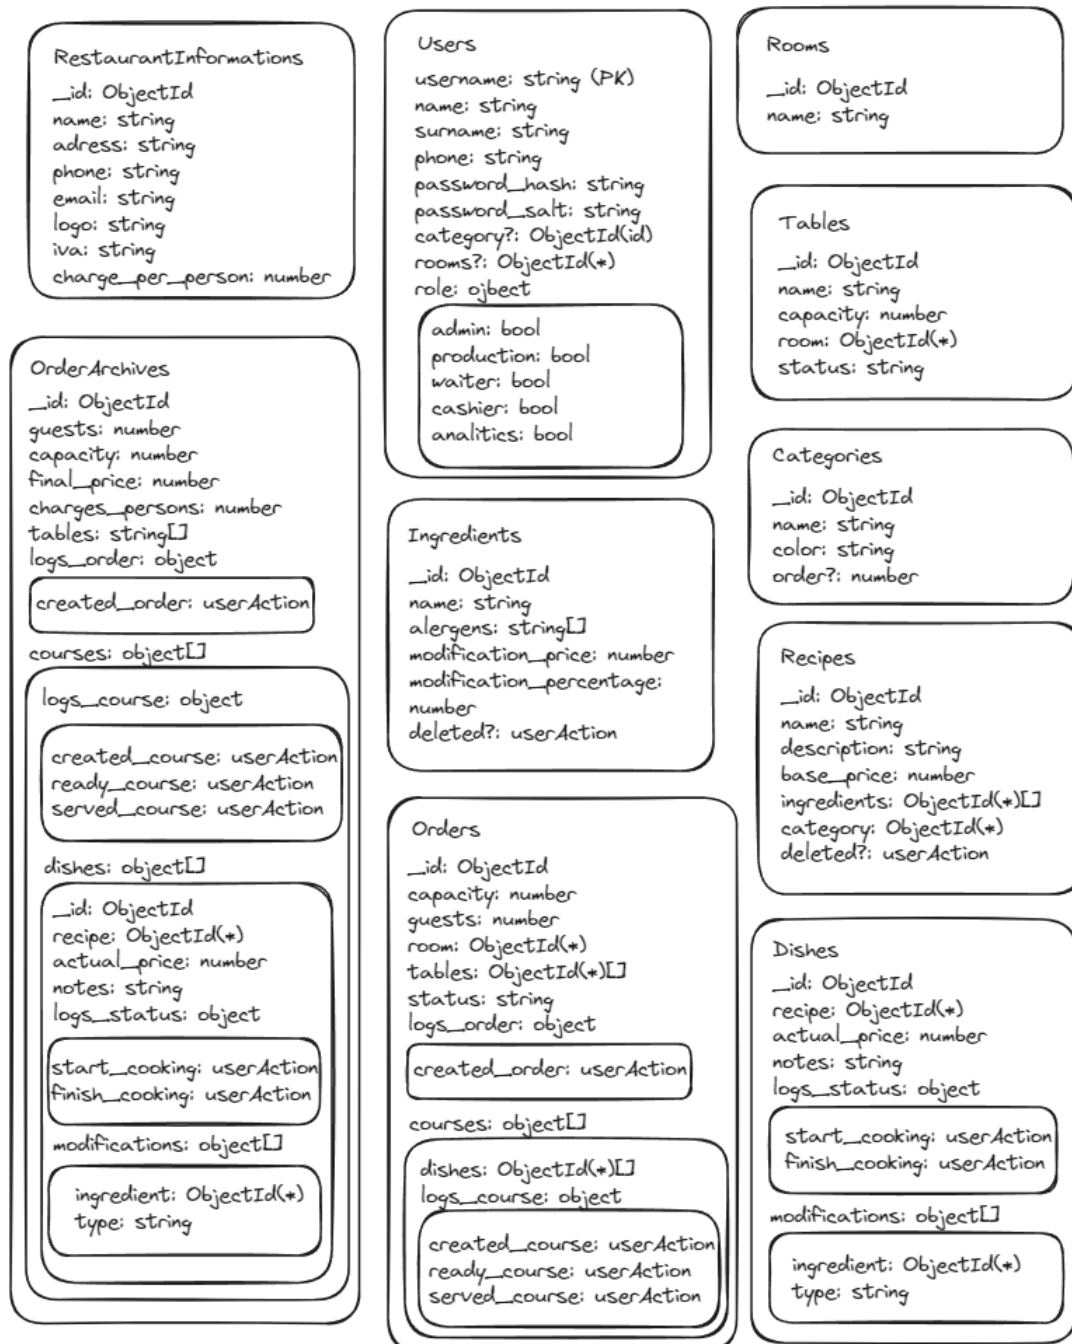 RestaurantInformations
_id: ObjectId
name: string
adress: string
phone: string
email: string
logo: string
iva: string
charge_per_person: number
OrderArchives
_id: ObjectId
guests: number
capacity: number
final_price: number
charges_persons: number
tables: string[]
logs_order: object
created_order: userAction
courses: object[]
logs_course: object
created_course: userAction
ready_course: userAction
served_course: userAction
dishes: object[]
_id: ObjectId
recipe: ObjectId(*)
actual_price: number
notes: string
logs_status: object
start_cooking: userAction
finish_cooking: userAction
modifications: object[]
ingredient: ObjectId(*)
type: string
Users
username: string (PK)
name: string
surname: string
phone: string
password_hash: string
password_salt: string
category?: ObjectId(id)
rooms?: ObjectId(*)
role: ojbect
admin: bool
production: bool
waiter: bool
cashier: bool
analitics: bool
Ingredients
_id: ObjectId
name: string
alergens: string[]
modification_price: number
modification_percentage:
number
deleted?: userAction
Orders
_id: ObjectId
capacity: number
guests: number
room: ObjectId(*)
tables: ObjectId(*)[]
status: string
logs_order: object
created_order: userAction
courses: object[]
dishes: ObjectId(*)[]
logs_course: object
created_course: userAction
ready_course: userAction
served_course: userAction
Rooms
_id: ObjectId
name: string
Tables
_id: ObjectId
name: string
capacity: number
room: ObjectId(*)
status: string
Categories
_id: ObjectId
name: string
color: string
order?: number
Recipes
_id: ObjectId
name: string
description: string
base_price: number
ingredients: ObjectId(*)[]
category: ObjectId(*)
deleted?: userAction
Dishes
_id: ObjectId
recipe: ObjectId(*)
actual_price: number
notes: string
logs_status: object
start_cooking: userAction
finish_cooking: userAction
modifications: object[]
ingredient: ObjectId(*)
type: string